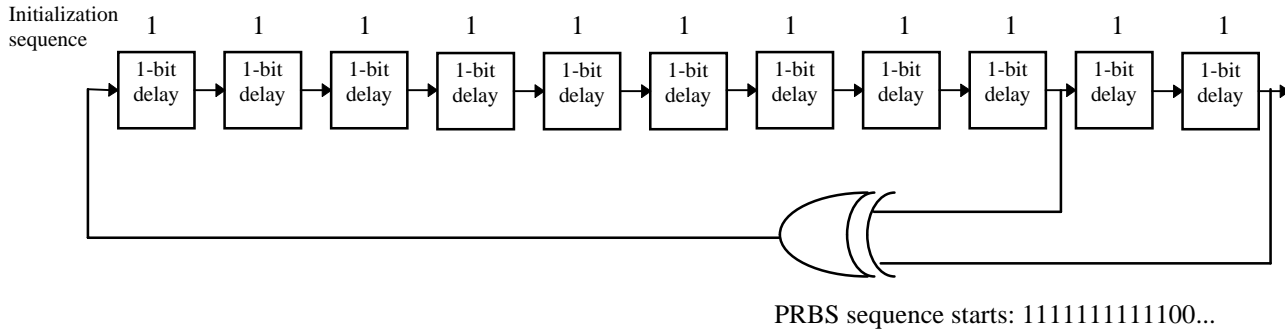 Initialization
sequence
1 1 1 1 1 1 1 1 1 1 1
1-bit delay
1-bit delay
1-bit delay
1-bit delay
1-bit delay
1-bit delay
1-bit delay
1-bit delay
1-bit delay
1-bit delay
1-bit delay
PRBS sequence starts: 1111111111100...